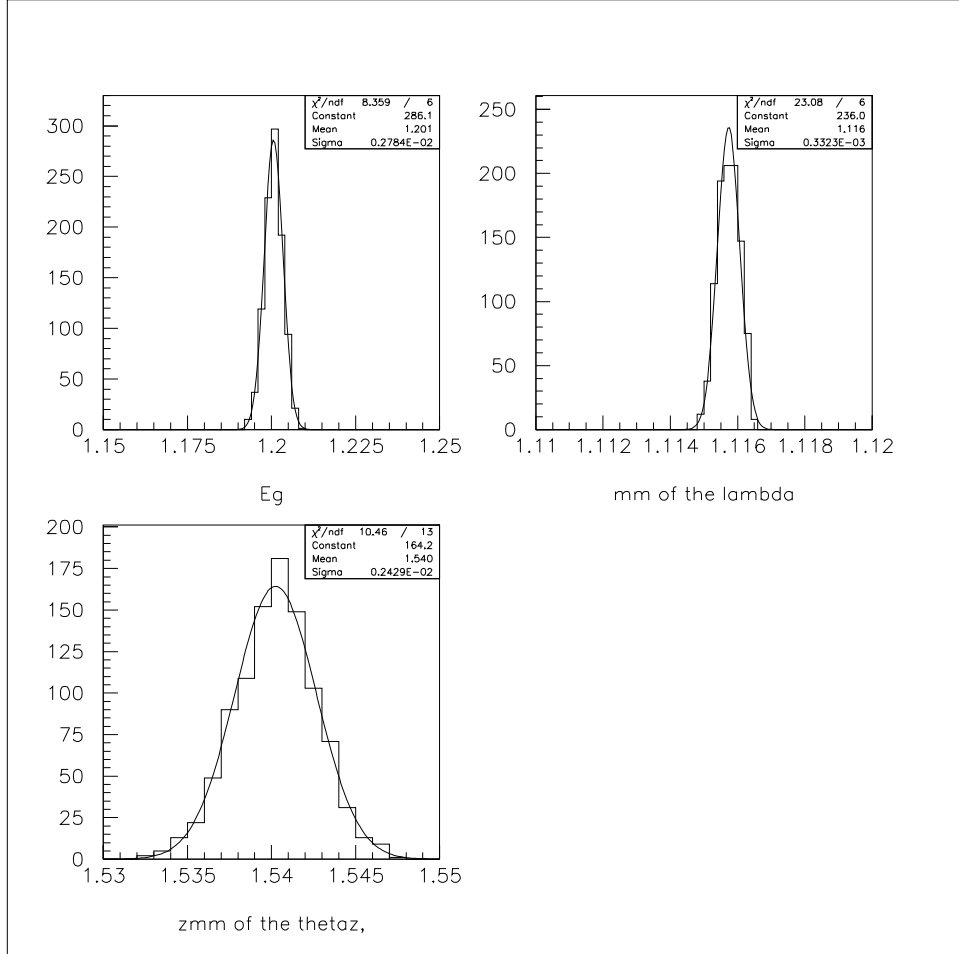 χ²/ndf 8.359 / 6
Constant 286.1
Mean 1.201
Sigma 0.2784E-02
300
250
200
150
100
50
0
1.15 1.175 1.2 1.225 1.25
Eg
χ²/ndf 23.08 / 6
Constant 236.0
Mean 1.116
Sigma 0.3323E-03
250
200
150
100
50
0
1.11 1.112 1.114 1.116 1.118 1.12
mm of the lambda
χ²/ndf 10.46 / 13
Constant 164.2
Mean 1.540
Sigma 0.2429E-02
200
175
150
125
100
75
50
25
0
1.53 1.535 1.54 1.545 1.55
zmm of the thetaz,